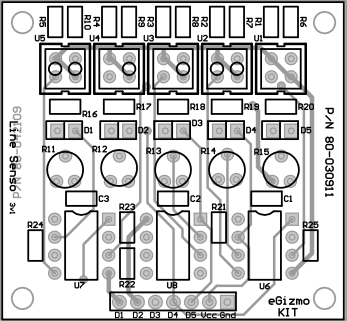 R5 R10 R4 R9 R3 R8 R2 R7 R1 R6
U5 U4 U3 U2 U1
R16 R17 R18 R19 R20
D1 D2 D3 D4 D5
R11 R12 R13 R14 R15
C3 C2 C1
R24 R23 R21 R25
R22
U7 U8 U6
D1 D2 D3 D4 D5 Vcc Gnd
eGizmo
KIT
Line Senso
3v1
P/N 80-030911